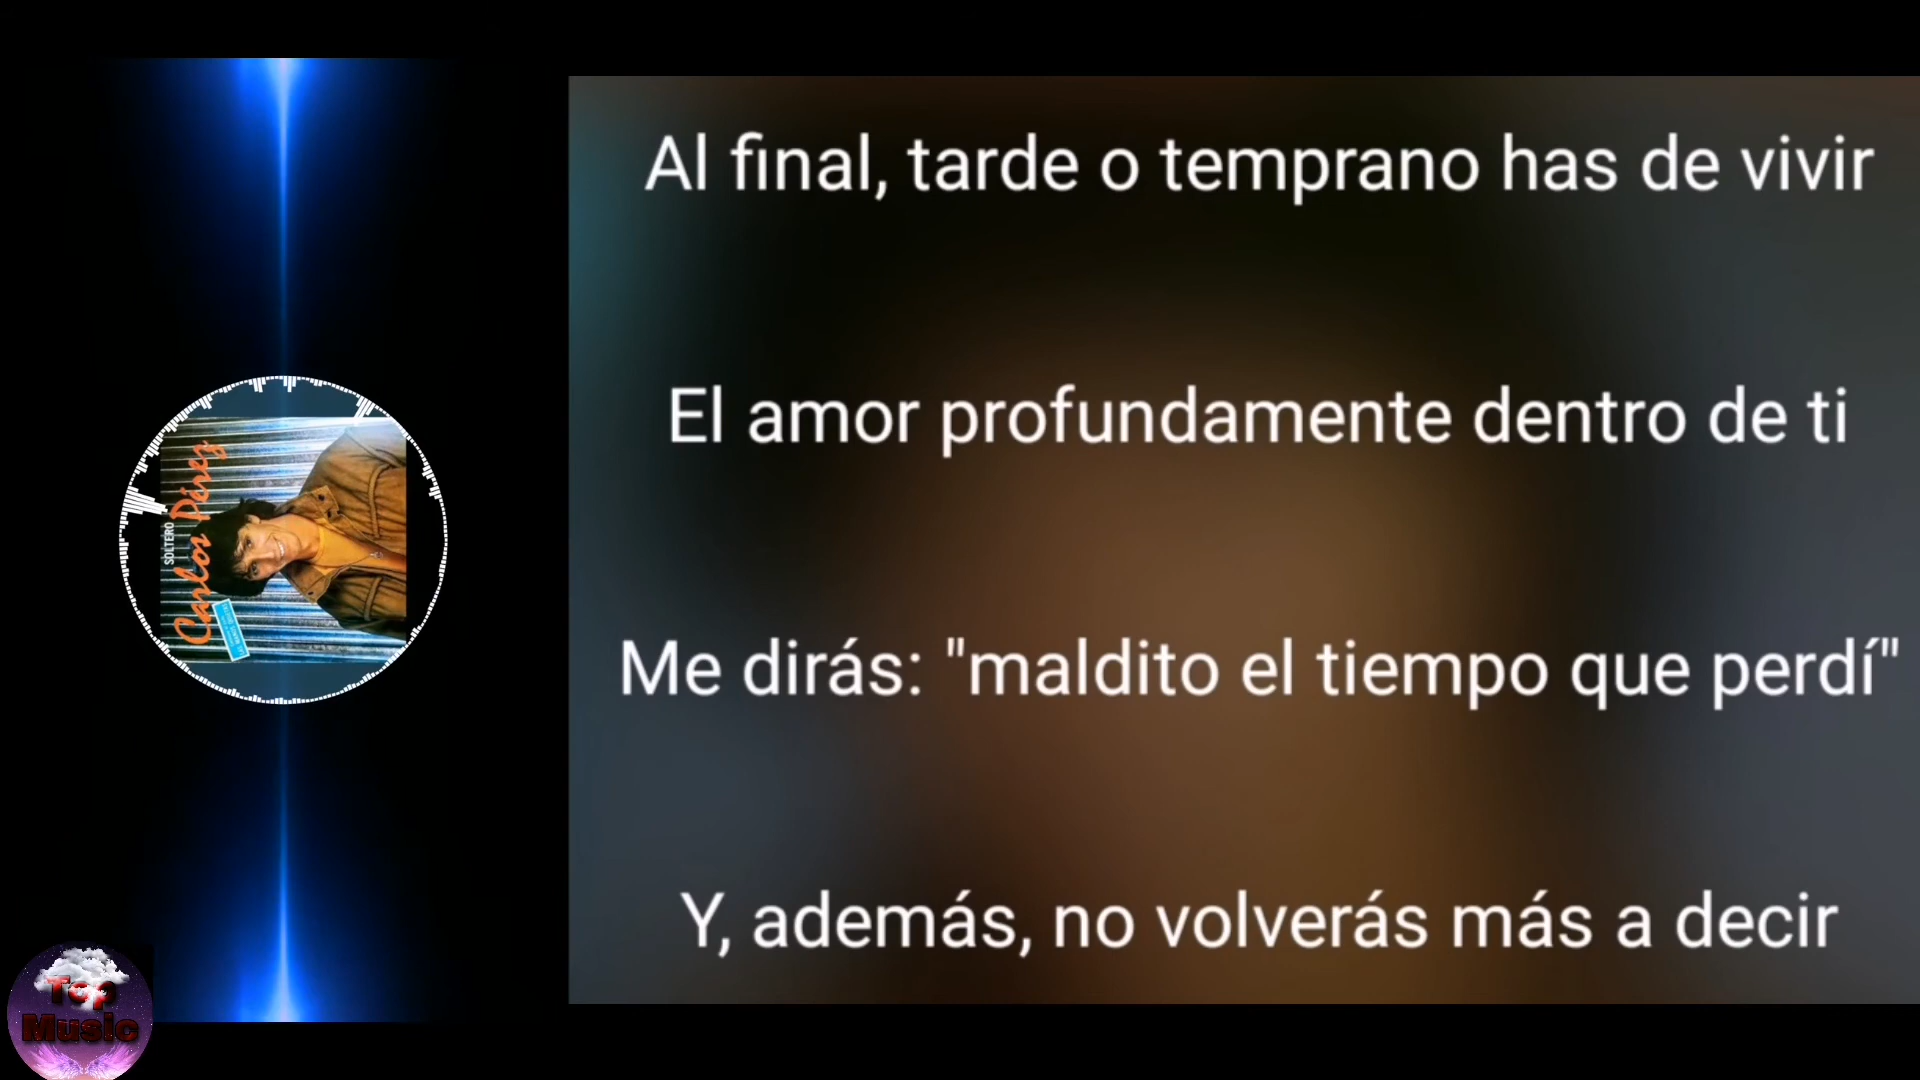 Al final, tarde o temprano has de vivir
El amor profundamente dentro de ti
Me dirás: "maldito el tiempo que perdí"
Y, además, no volverás más a decir
SOLTERO
Carlos Pérez
Top
Music